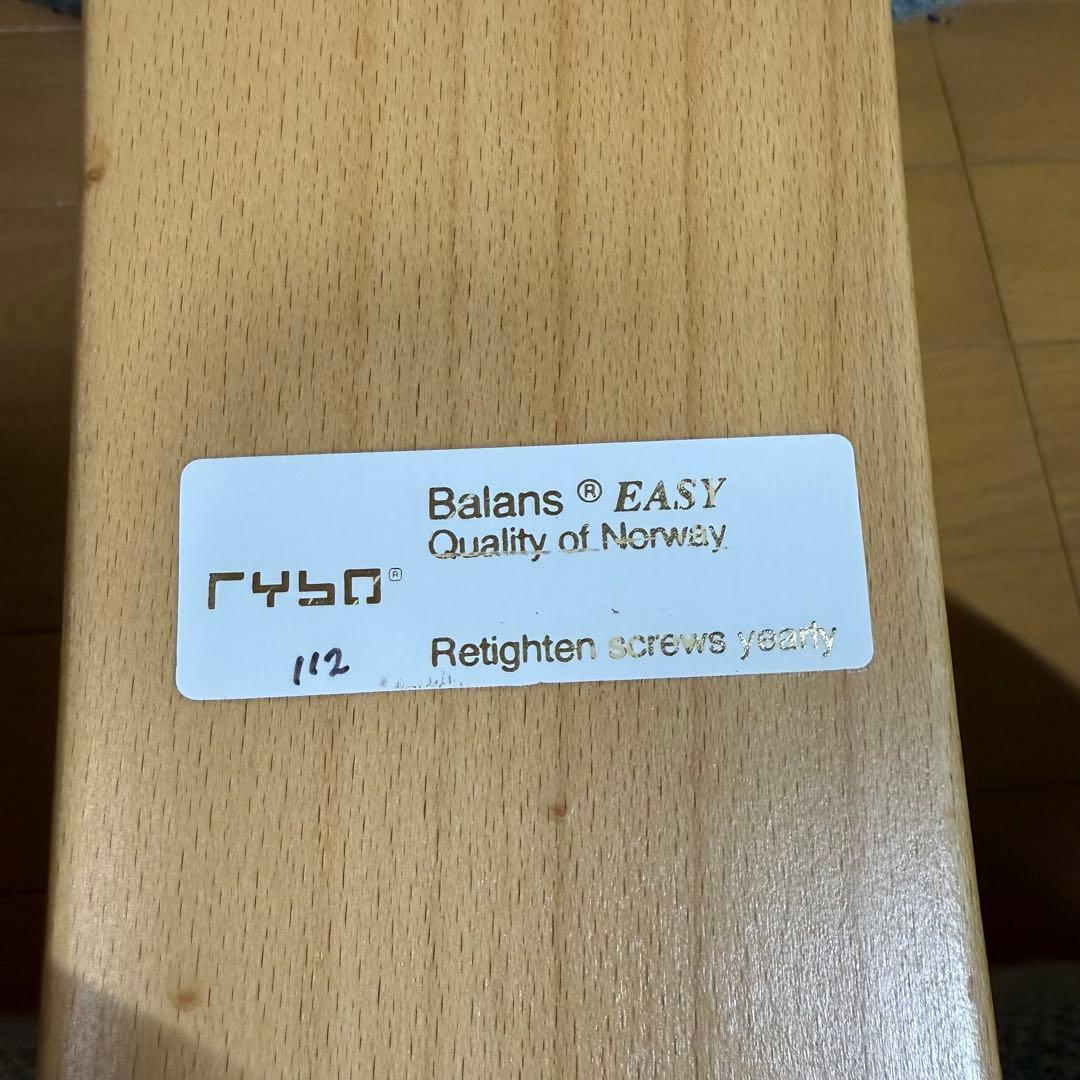 Balans ® EASY
Quality of Norway
rybo ®
Retighten screws yearly
112